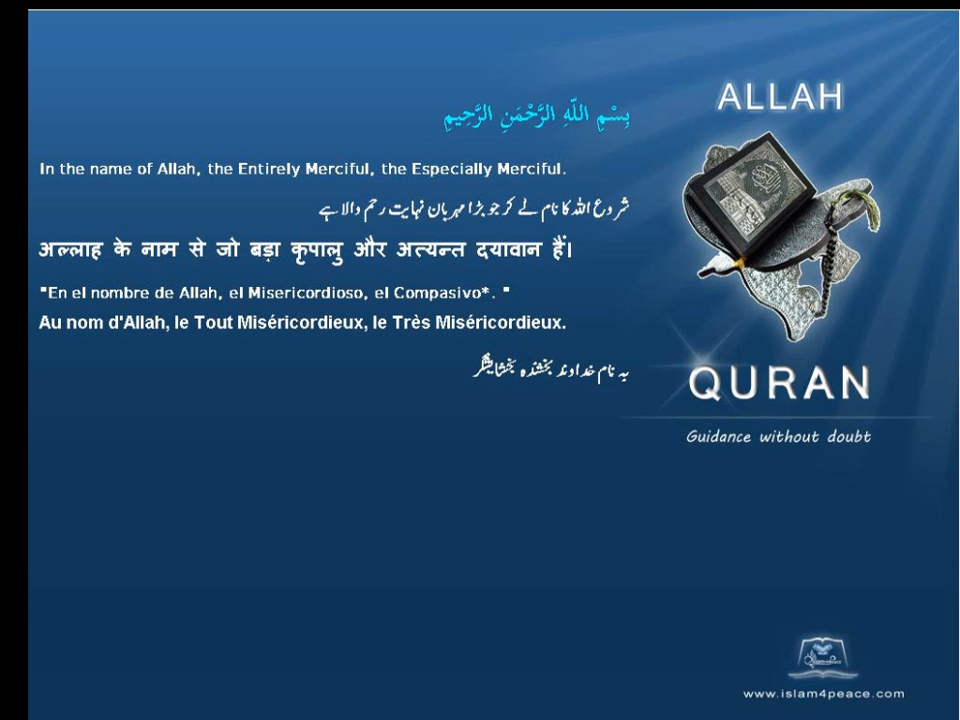 بِسْمِ اللَّهِ الرَّحْمَنِ الرَّحِيمِ
In the name of Allah, the Entirely Merciful, the Especially Merciful.
شروع اللہ کا نام لے کر جو بڑا مہربان نہایت رحم والا ہے
अल्लाह के नाम से जो बड़ा कृपालु और अत्यन्त दयावान हैं।
"En el nombre de Allah, el Misericordioso, el Compasivo*. "
Au nom d'Allah, le Tout Miséricordieux, le Très Miséricordieux.
به نام خداوند بخشنده بخشایشگر
ALLAH
QURAN
Guidance without doubt
www.islam4peace.com